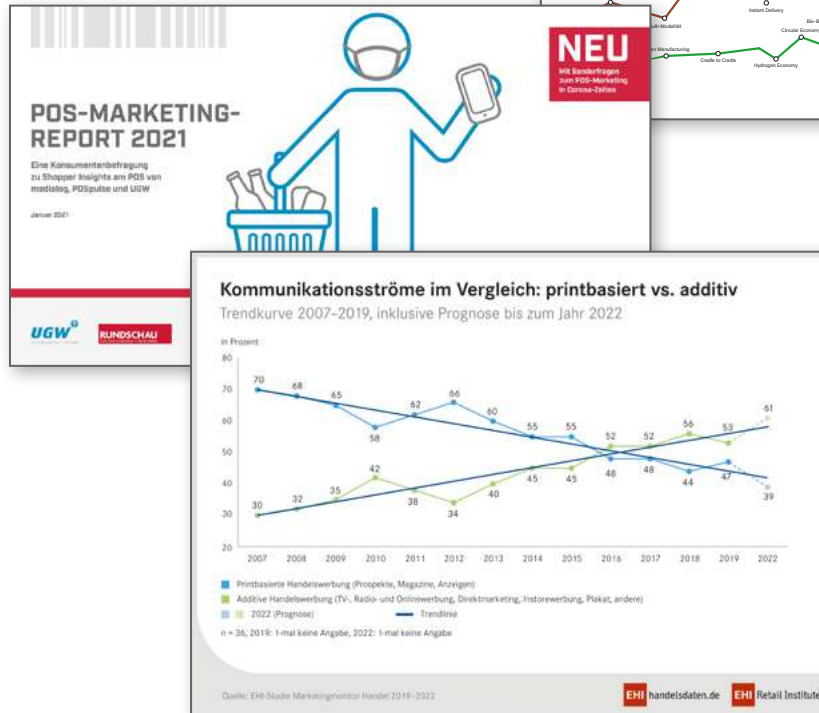 Instant Delivery
Multi-Modalität
Circular Economy
Cradle to Cradle
Hydrogen Economy
NEU
Mit Sonderfragen
zum POS-Marketing
in Corona-Zeiten
POS-MARKETING-
REPORT 2021
Eine Konsumentenbefragung
zu Shopper Insights am POS von
medialog, POSpulse und UGW
Januar 2021
UGW
RUNDSCHAU
Kommunikationsströme im Vergleich: printbasiert vs. additiv
Trendkurve 2007–2019, inklusive Prognose bis zum Jahr 2022
in Prozent
80
70
60
50
40
30
20
70 68 65 58 62 66 60 55 55 48 48 44 47 39
30 32 35 42 38 34 40 45 45 52 52 56 53 61
2007 2008 2009 2010 2011 2012 2013 2014 2015 2016 2017 2018 2019 2022
Printbasierte Handelswerbung (Prospekte, Magazine, Anzeigen)
Additive Handelswerbung (TV-, Radio- und Onlinewerbung, Direktmarketing, Instorewerbung, Plakat, andere)
2022 (Prognose) Trendlinie
n = 36, 2019: 1-mal keine Angabe, 2022: 1-mal keine Angabe
Quelle: EHI-Studie Marketingmonitor Handel 2019–2022
EHI handelsdaten.de EHI Retail Institute